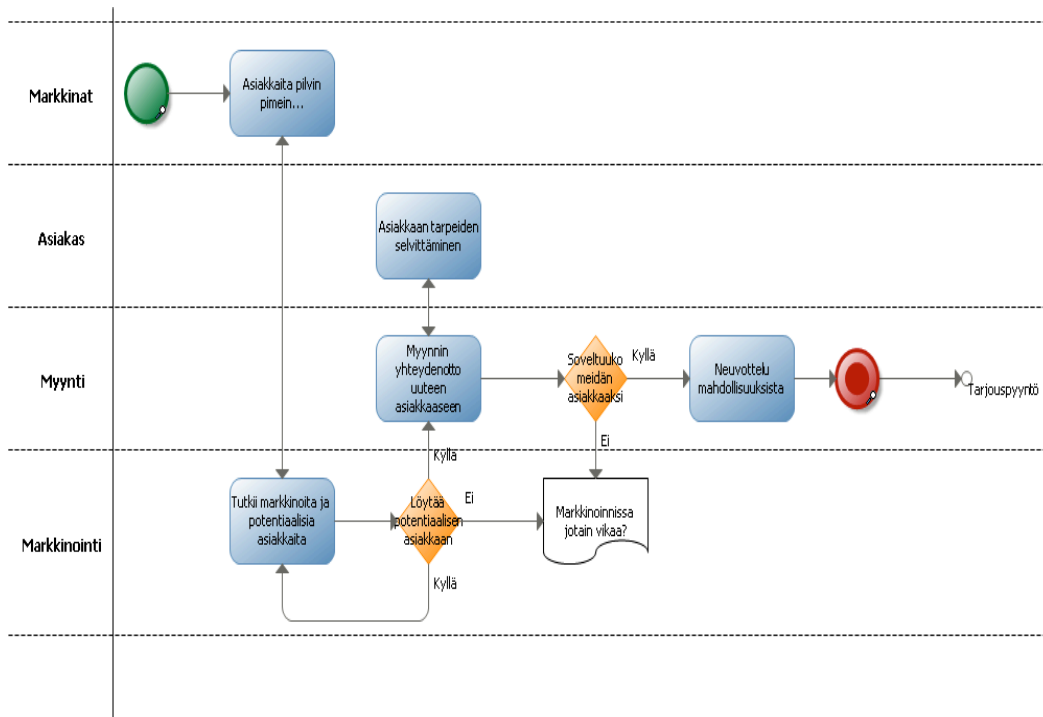 Markkinat
Asiakkaita pilvin
pimein...
Asiakas
Asiakkaan tarpeiden
selvittäminen
Myynti
Myynnin
yhteydenotto
uuteen
asiakkaaseen
Soveltuuko
meidän
asiakkaaksi
Kyllä
Neuvottelu
mahdollisuuksista
Tarjouspyyntö
Ei
Kyllä
Markkinointi
Tutkii markkinoita ja
potentiaalisia
asiakkaita
Löytää
potentiaalisen
asiakkaan
Ei
Markkinoinnissa
jotain vikaa?
Kyllä